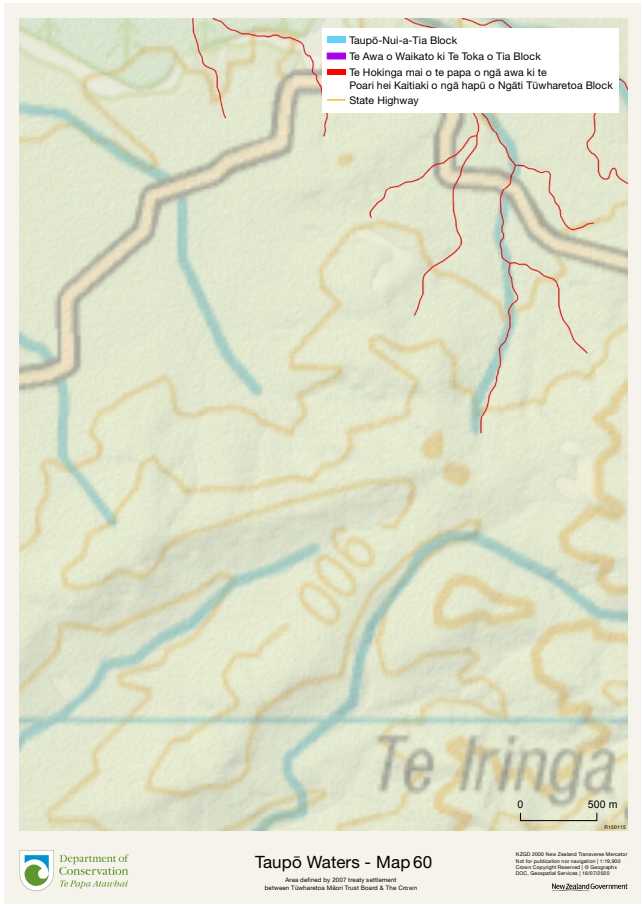 Taupō-Nui-a-Tia Block
Te Awa o Waikato ki Te Toka o Tia Block
Te Hokinga mai o te papa o ngā awa ki te
Poari hei Kaitiaki o ngā hapū o Ngāti Tūwharetoa Block
State Highway
900
Te Iringa
0 500 m
R150115
Department of
Conservation
Te Papa Atawhai
Taupō Waters - Map 60
Area defined by 2007 treaty settlement
between Tūwharetoa Māori Trust Board & The Crown
NZGD 2000 New Zealand Transverse Mercator
Not for publication nor navigation | 1:19,900
Crown Copyright Reserved | © Geographx
DOC, Geospatial Services | 16/07/2020
New Zealand Government